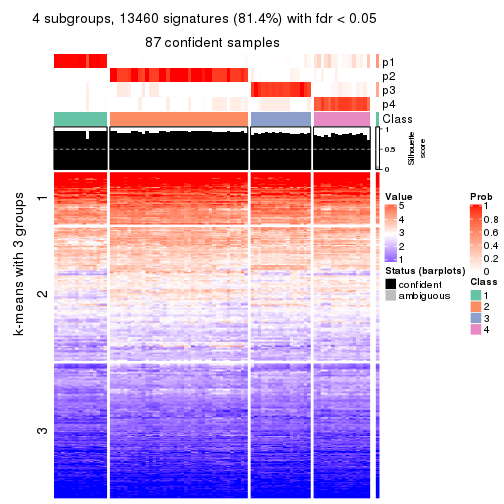 4 subgroups, 13460 signatures (81.4%) with fdr < 0.05
87 confident samples
p1
p2
p3
p4
Class
1
0.5
0
Silhouette
score
k-means with 3 groups
1
2
3
Value
5
4
3
2
1
Status (barplots)
confident
ambiguous
Prob
1
0.8
0.6
0.4
0.2
0
Class
1
2
3
4